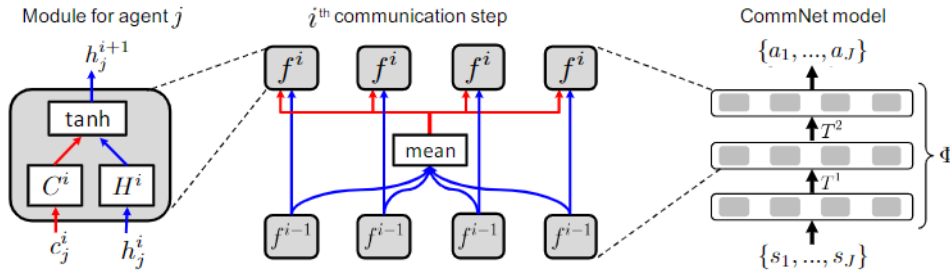 Module for agent j
h_j^{i+1}
tanh
C^i
H^i
c_j^i
h_j^i
i^{th} communication step
f^i f^i f^i f^i
mean
f^{i-1} f^{i-1} f^{i-1} f^{i-1}
CommNet model
{a_1, ..., a_J}
T^2
T^1
Φ
{s_1, ..., s_J}